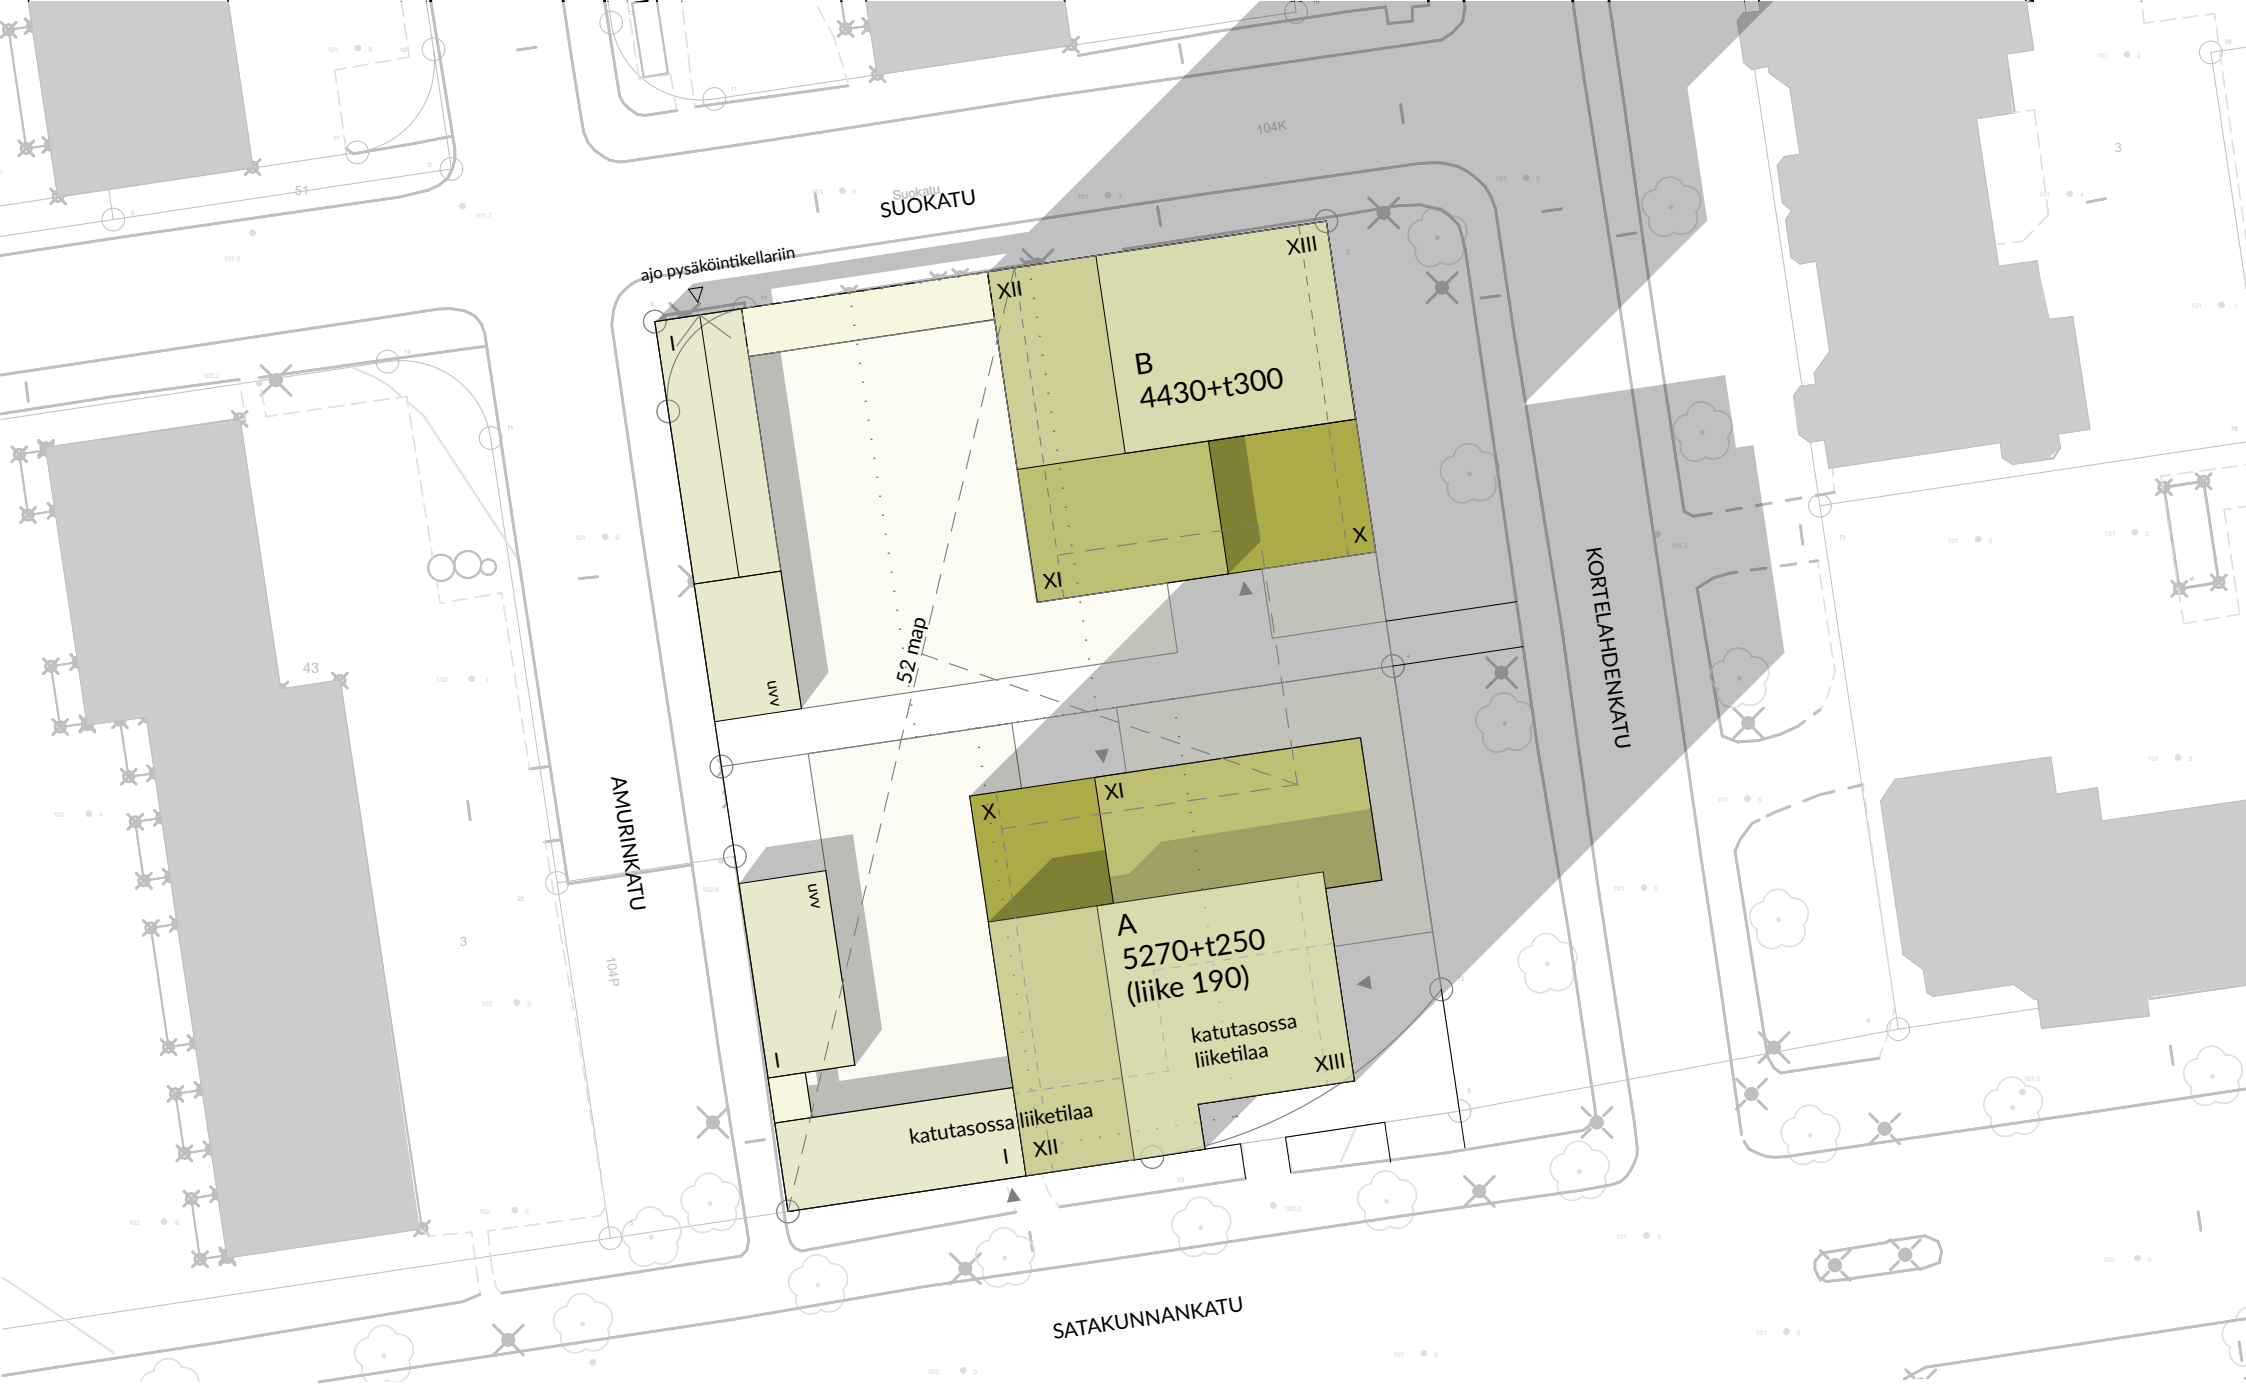 SUOKATU
Suokatu
104K
51
3
ajo pysäköintikellariin
I
XII
XIII
B
4430+t300
X
XI
uvv
52 map
43
KORTELAHDENKATU
AMURINKATU
X
XI
uvv
A
5270+t250
(liike 190)
katutasossa
liiketilaa
XIII
3
104P
I
katutasossa liiketilaa
I
XII
SATAKUNNANKATU